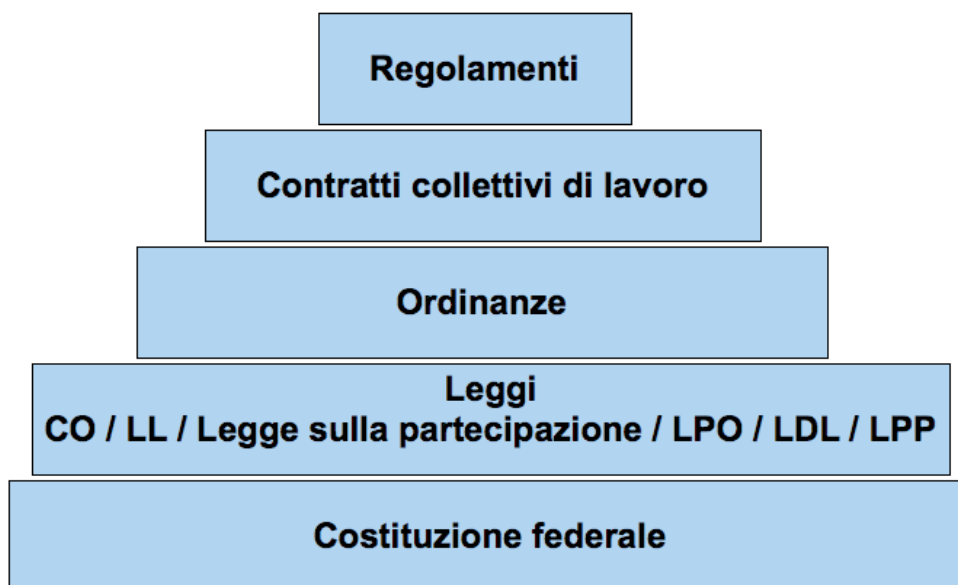 Regolamenti
Contratti collettivi di lavoro
Ordinanze
Leggi
CO / LL / Legge sulla partecipazione / LPO / LDL / LPP
Costituzione federale